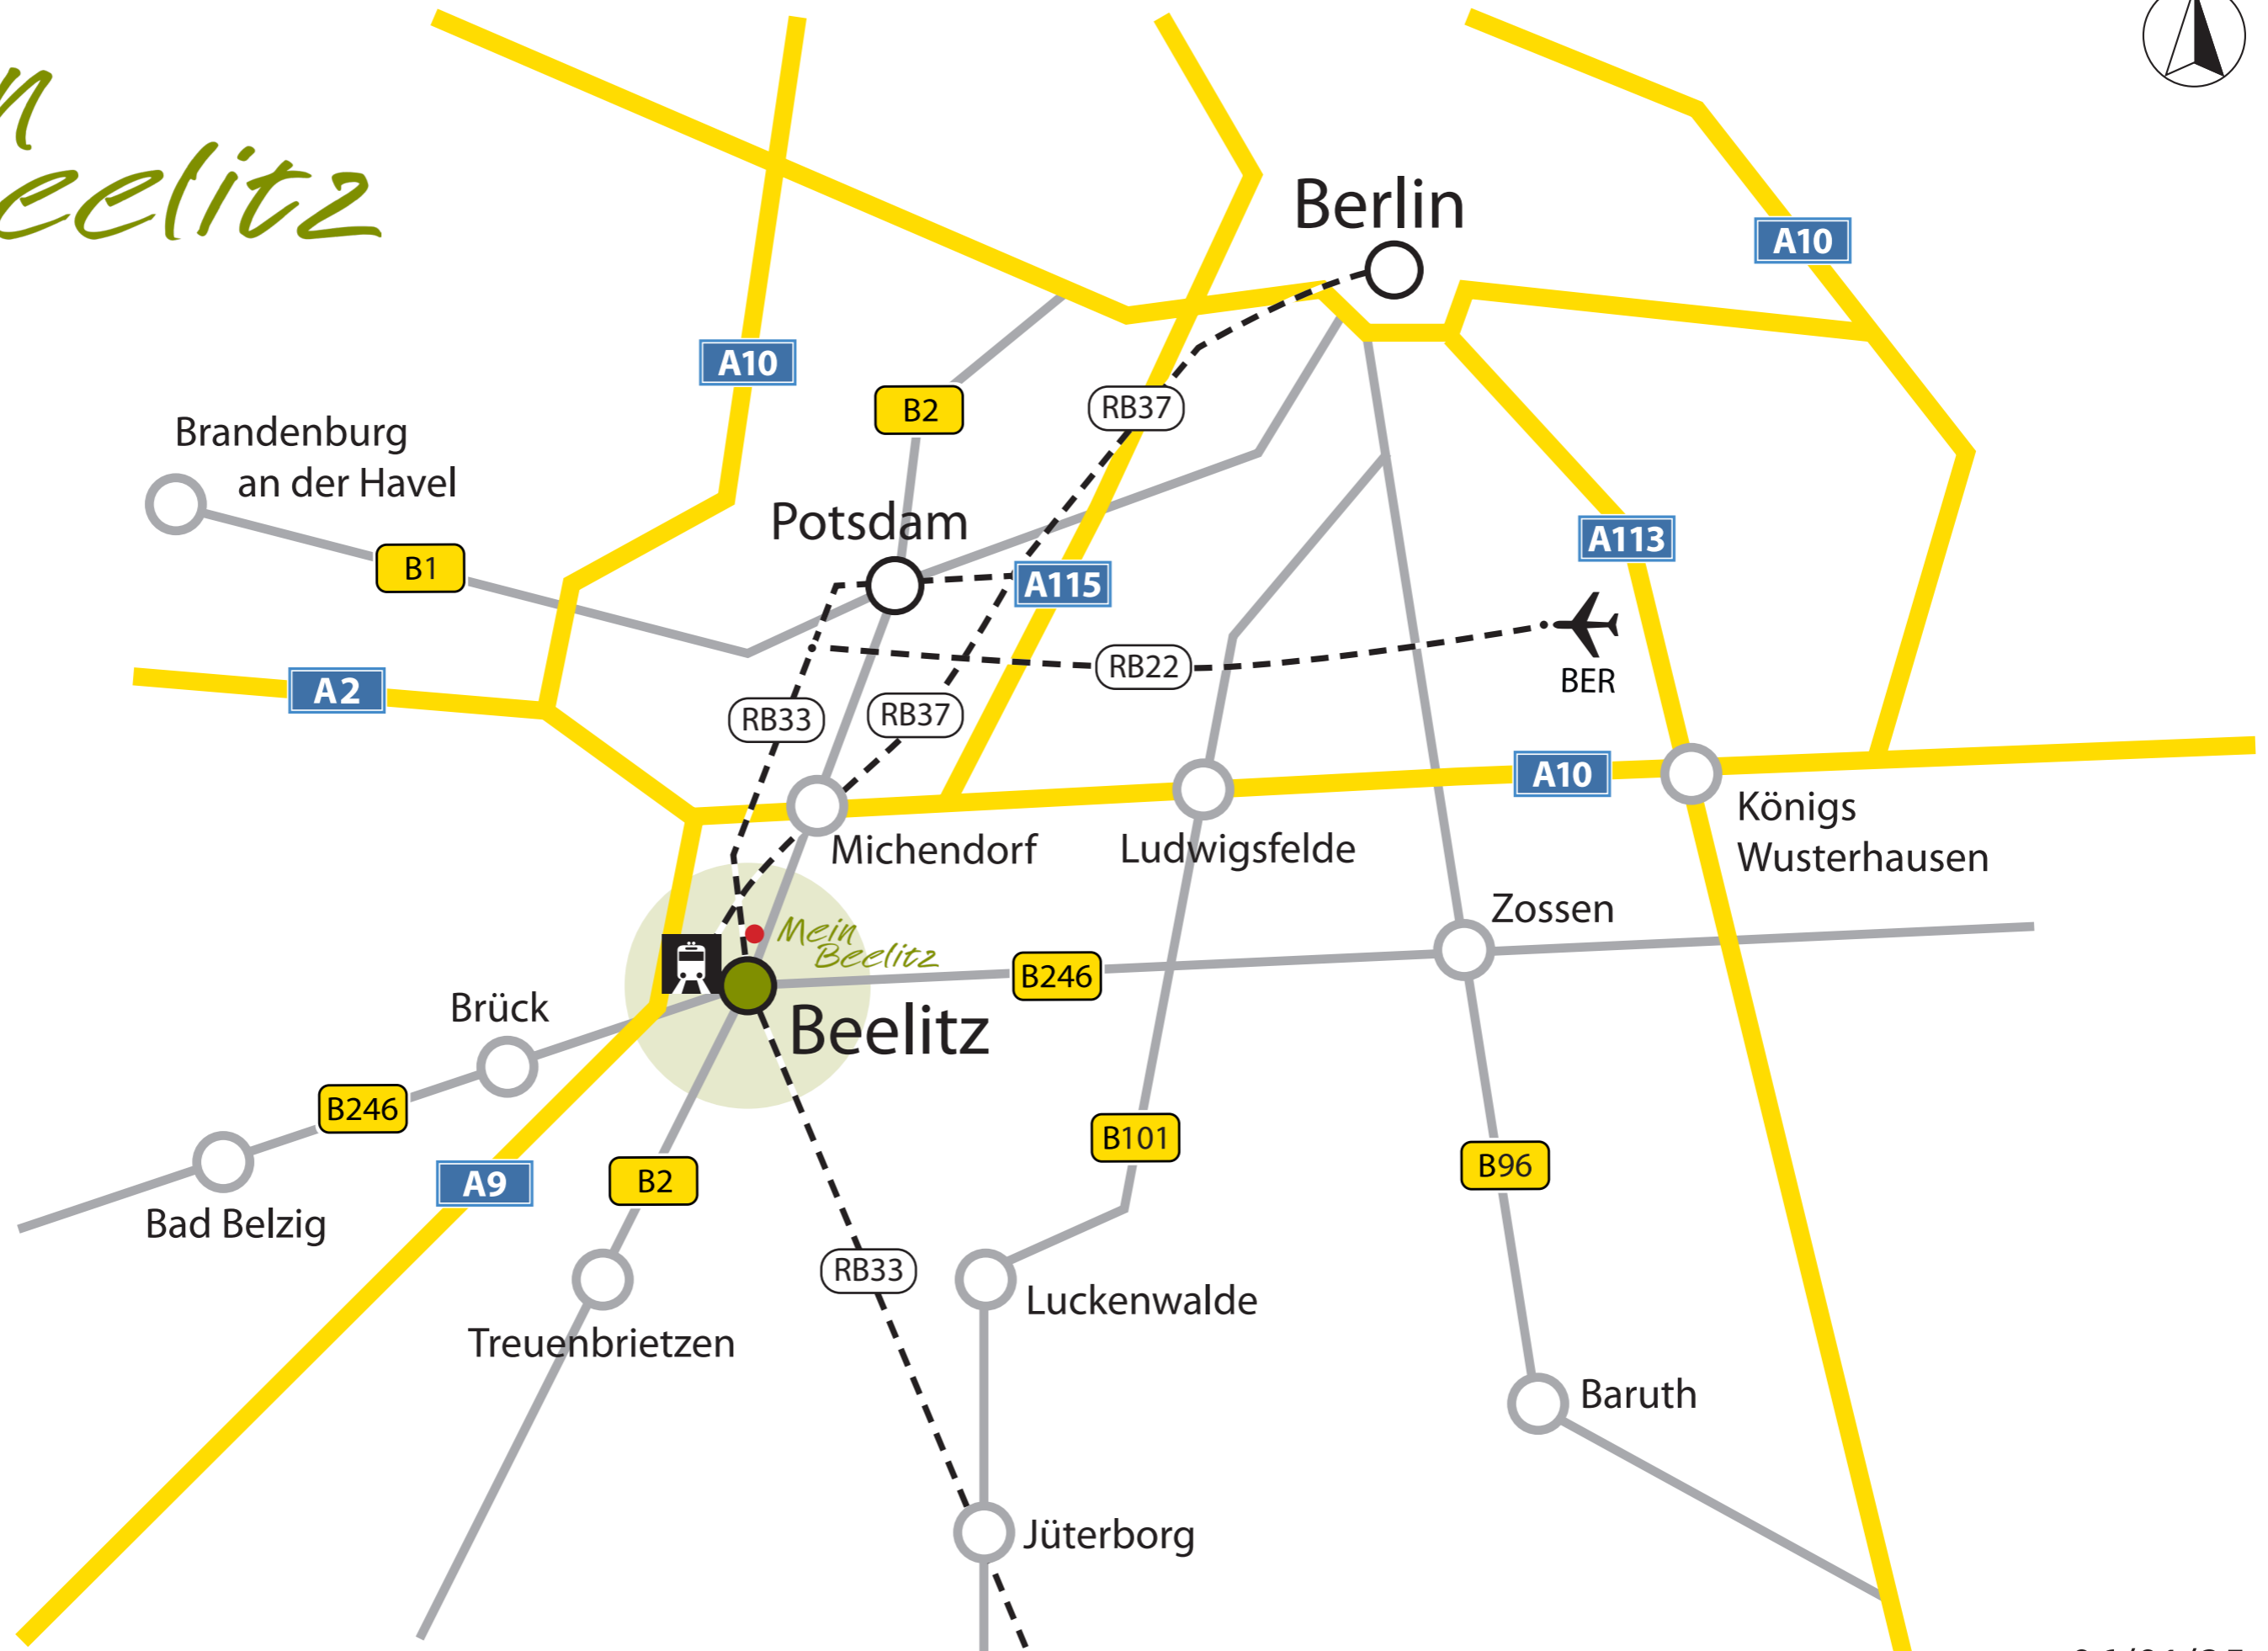 Beelitz
Berlin
A10
A10
B2
RB37
Brandenburg
an der Havel
Potsdam
A113
B1
A115
RB22
BER
A2
RB33
RB37
A10
Königs
Wusterhausen
Michendorf
Ludwigsfelde
Zossen
Mein
Beelitz
B246
Brück
Beelitz
B246
B101
B96
A9
B2
Bad Belzig
RB33
Luckenwalde
Treuenbrietzen
Baruth
Jüterborg